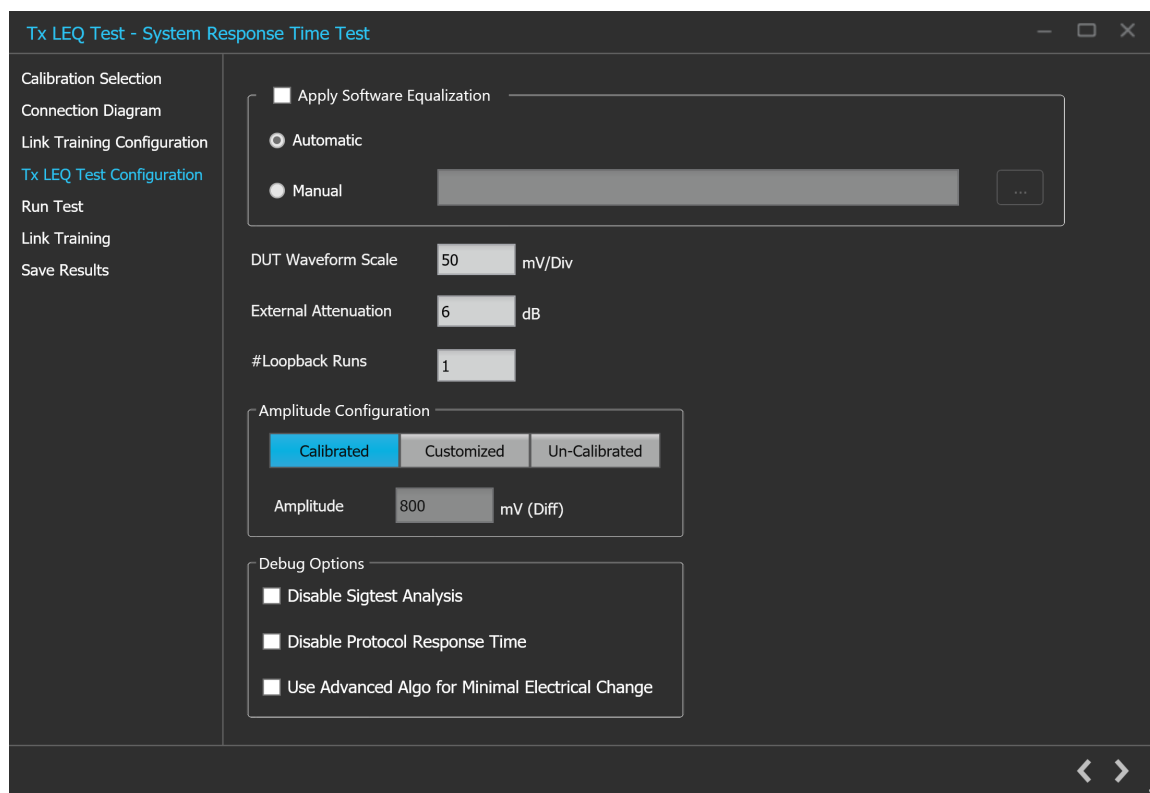 Tx LEQ Test - System Response Time Test
Calibration Selection
Connection Diagram
Link Training Configuration
Tx LEQ Test Configuration
Run Test
Link Training
Save Results
Apply Software Equalization
Automatic
Manual
...
DUT Waveform Scale 50 mV/Div
External Attenuation 6 dB
#Loopback Runs 1
Amplitude Configuration
Calibrated Customized Un-Calibrated
Amplitude 800 mV (Diff)
Debug Options
Disable Sigtest Analysis
Disable Protocol Response Time
Use Advanced Algo for Minimal Electrical Change